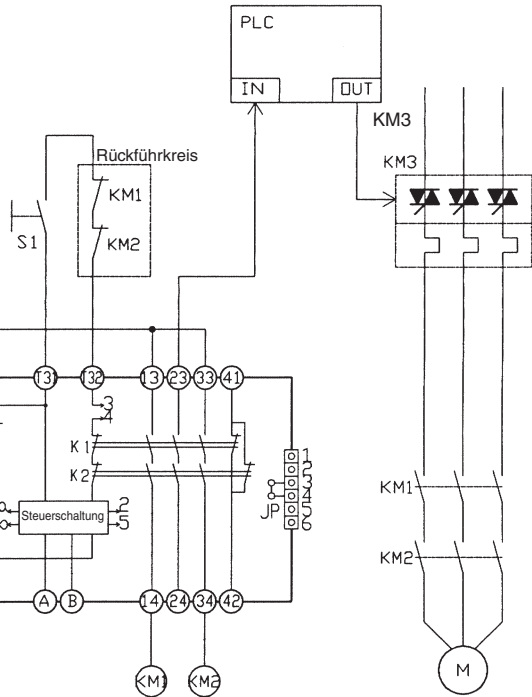 PLC
IN OUT
KM3
KM3
Rückführkreis
KM1
S1
KM2
T31 T32 13 23 33 41
3
4
K1
K2
1
2
3
4
5
6
JP
Steuerschaltung
2
5
A B 14 24 34 42
KM1 KM2
KM1
KM2
M